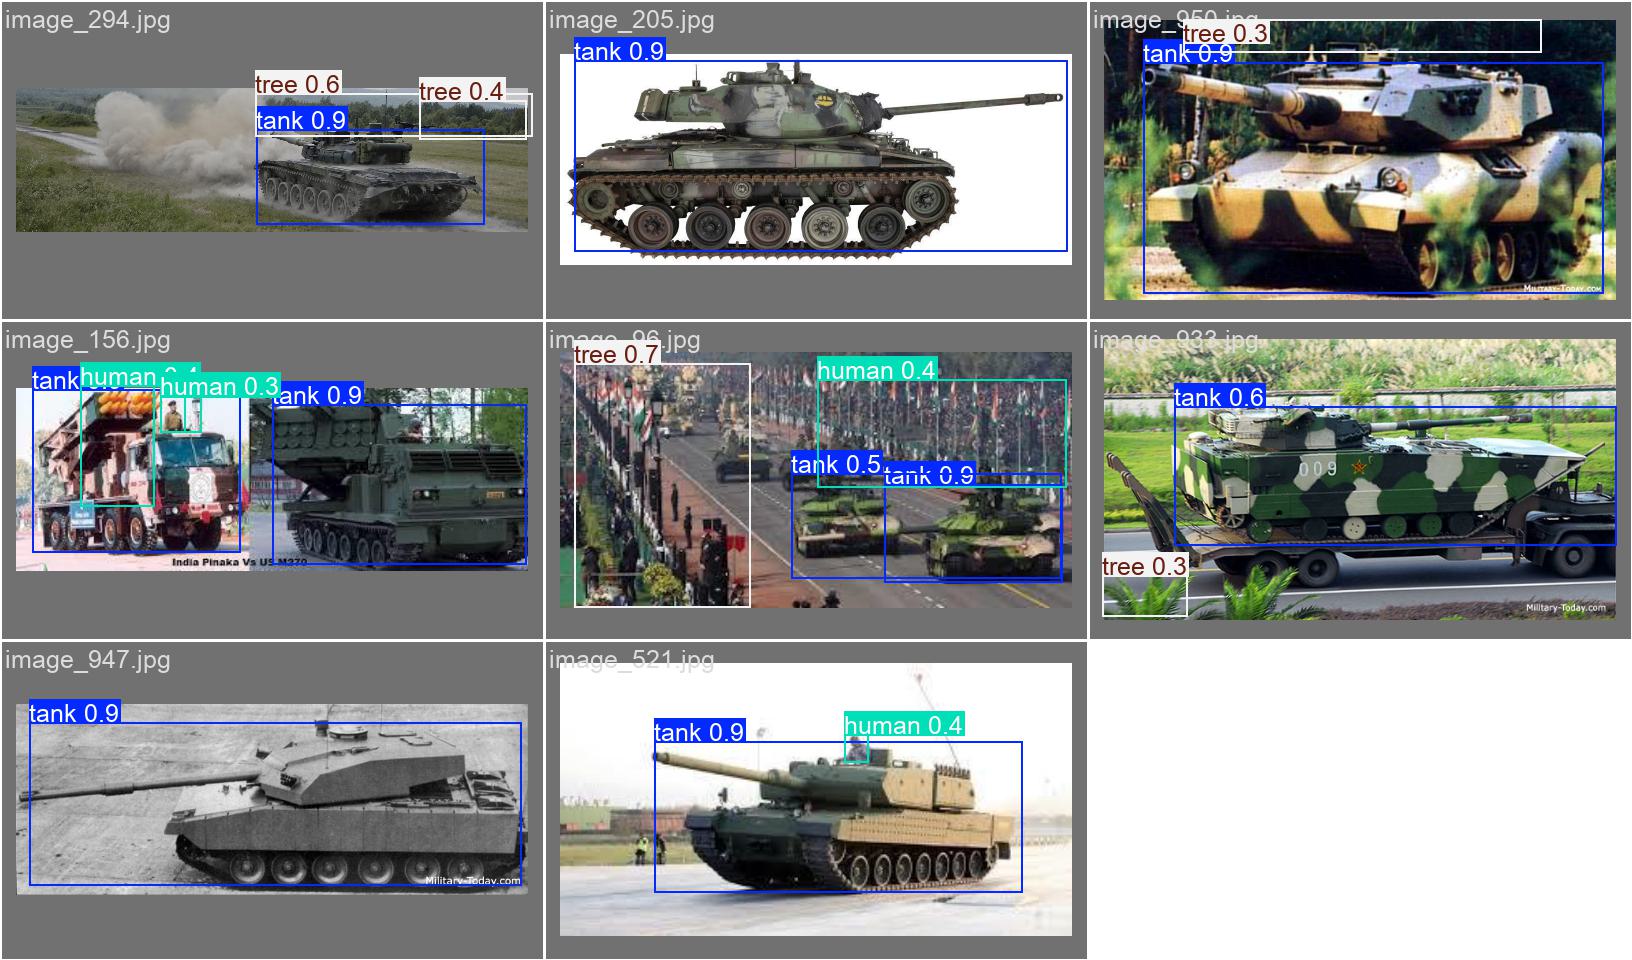 image_294.jpg
tree 0.6
tree 0.4
tank 0.9
image_205.jpg
tank 0.9
image_950.jpg
tree 0.3
tank 0.9
Military-Today.com
image_156.jpg
tank
human 0.4
human 0.3
tank 0.9
India Pinaka Vs US M270
image_96.jpg
tree 0.7
human 0.4
tank 0.5
tank 0.9
image_933.jpg
tank 0.6
009
tree 0.3
Military-Today.com
image_947.jpg
tank 0.9
Military-Today.com
image_521.jpg
tank 0.9
human 0.4